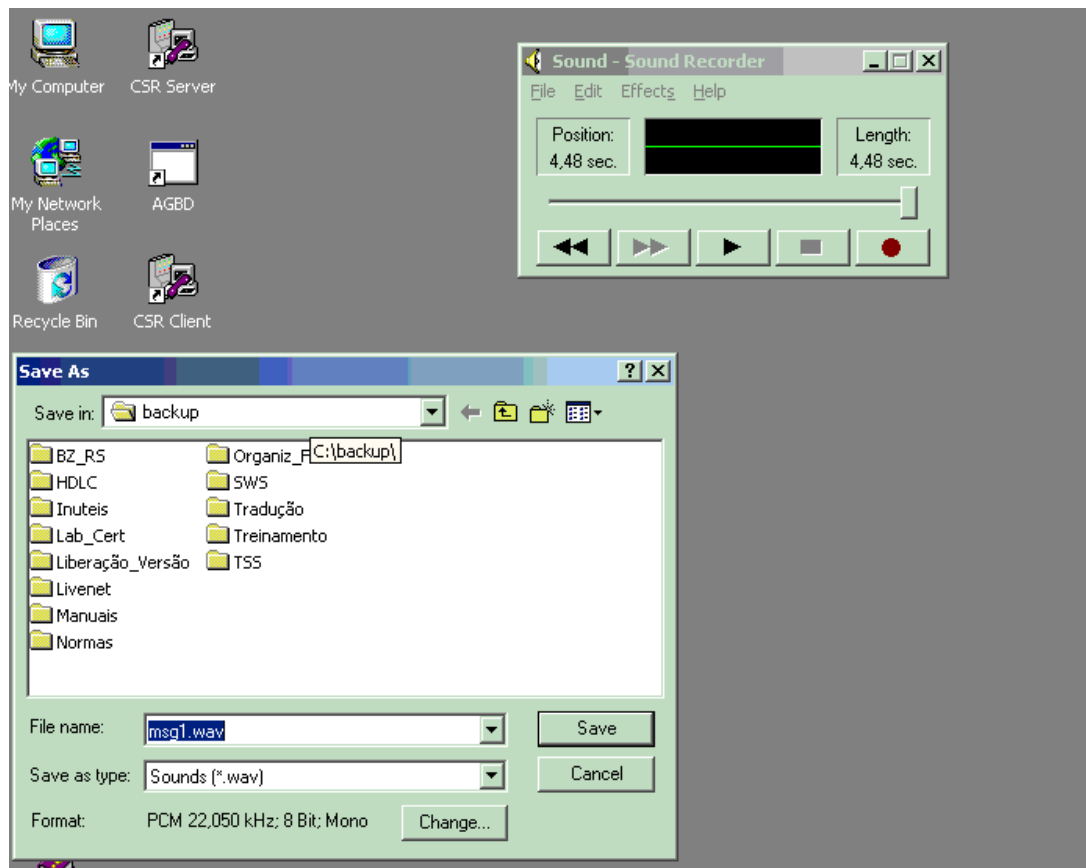 My Computer
CSR Server
My Network
Places
AGBD
Recycle Bin
CSR Client
Sound - Sound Recorder
File Edit Effects Help
Position:
4,48 sec.
Length:
4,48 sec.
Save As
Save in: backup
C:\backup\
BZ_RS
HDLC
Inuteis
Lab_Cert
Liberação_Versão
Livenet
Manuais
Normas
Organiz_F
SWS
Tradução
Treinamento
TSS
File name: msg1.wav
Save
Save as type: Sounds (*.wav)
Cancel
Format: PCM 22,050 kHz; 8 Bit; Mono
Change...